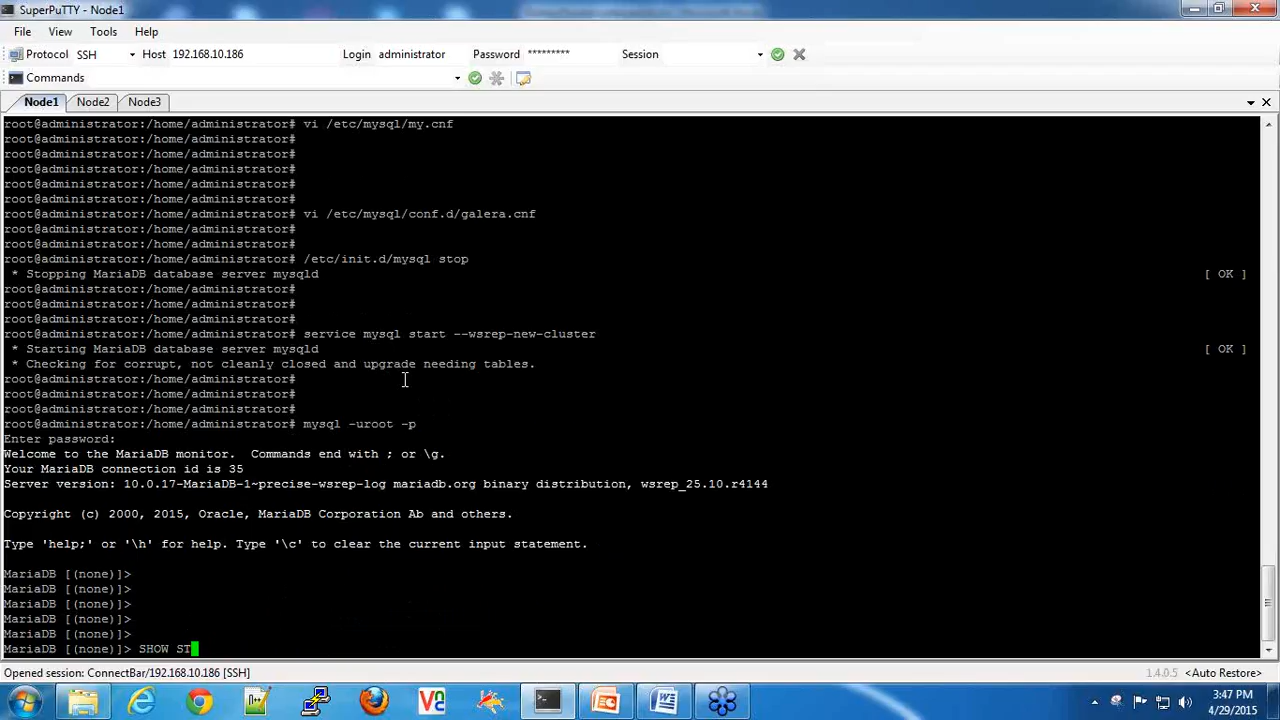 SuperPuTTY - Node1
File View Tools Help
Protocol SSH Host 192.168.10.186 Login administrator Password ********* Session
Commands
Node1 Node2 Node3
root@administrator:/home/administrator# vi /etc/mysql/my.cnf
root@administrator:/home/administrator#
root@administrator:/home/administrator#
root@administrator:/home/administrator#
root@administrator:/home/administrator#
root@administrator:/home/administrator#
root@administrator:/home/administrator# vi /etc/mysql/conf.d/galera.cnf
root@administrator:/home/administrator#
root@administrator:/home/administrator#
root@administrator:/home/administrator# /etc/init.d/mysql stop
* Stopping MariaDB database server mysqld [ OK ]
root@administrator:/home/administrator#
root@administrator:/home/administrator#
root@administrator:/home/administrator#
root@administrator:/home/administrator# service mysql start --wsrep-new-cluster
* Starting MariaDB database server mysqld [ OK ]
* Checking for corrupt, not cleanly closed and upgrade needing tables.
root@administrator:/home/administrator#
root@administrator:/home/administrator#
root@administrator:/home/administrator#
root@administrator:/home/administrator# mysql -uroot -p
Enter password:
Welcome to the MariaDB monitor.  Commands end with ; or \g.
Your MariaDB connection id is 35
Server version: 10.0.17-MariaDB-1~precise-wsrep-log mariadb.org binary distribution, wsrep_25.10.r4144
Copyright (c) 2000, 2015, Oracle, MariaDB Corporation Ab and others.
Type 'help;' or '\h' for help. Type '\c' to clear the current input statement.
MariaDB [(none)]>
MariaDB [(none)]>
MariaDB [(none)]>
MariaDB [(none)]>
MariaDB [(none)]>
MariaDB [(none)]> SHOW ST
Opened session: ConnectBar/192.168.10.186 [SSH] 1.4.0.5 <Auto Restore>
3:47 PM
4/29/2015